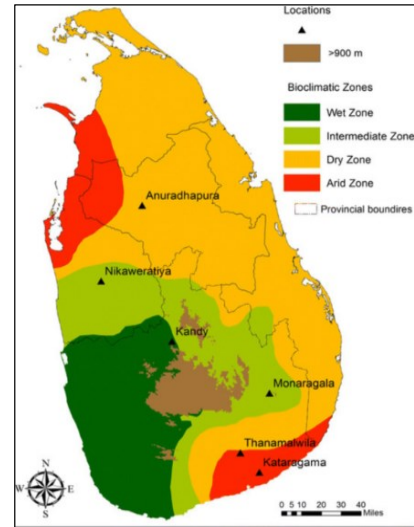 Locations
>900 m
Bioclimatic Zones
Wet Zone
Intermediate Zone
Dry Zone
Arid Zone
Provincial boundires
Anuradhapura
Nikaweratiya
Kandy
Monaragala
Thanamalwila
Kataragama
N
W
E
S
0 5 10 20 30 40
Miles